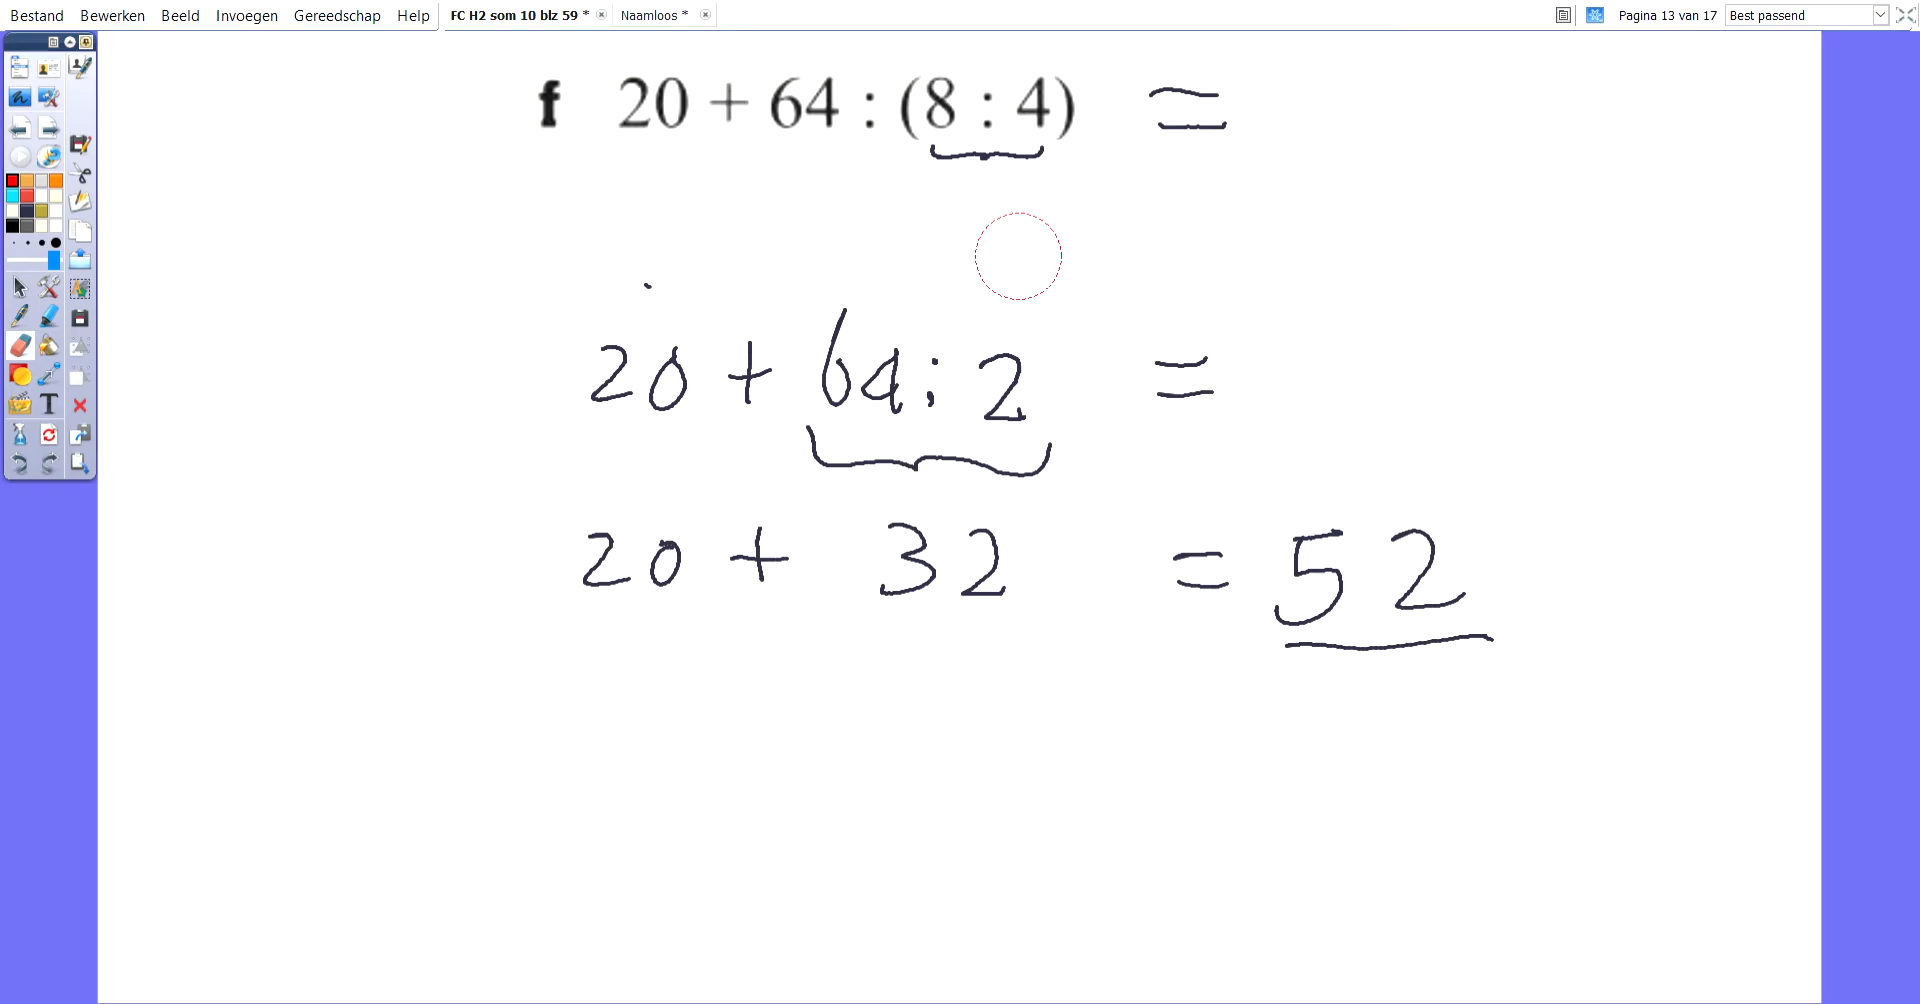 Bestand Bewerken Beeld Invoegen Gereedschap Help FC H2 som 10 blz 59 * Naamloos * Pagina 13 van 17 Best passend
f 20 + 64 : (8 : 4) =
20 + 64 : 2 =
20 + 32 = 52
T